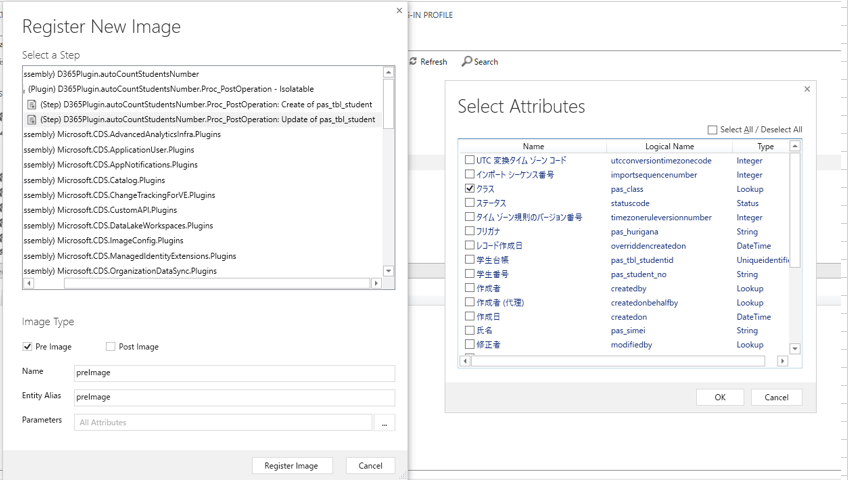 G-IN PROFILE
Refresh
Search
Register New Image
Select a Step
ssembly) D365Plugin.autoCountStudentsNumber
(Plugin) D365Plugin.autoCountStudentsNumber.Proc_PostOperation - Isolatable
(Step) D365Plugin.autoCountStudentsNumber.Proc_PostOperation: Create of pas_tbl_student
(Step) D365Plugin.autoCountStudentsNumber.Proc_PostOperation: Update of pas_tbl_student
ssembly) Microsoft.CDS.AdvancedAnalyticsInfra.Plugins
ssembly) Microsoft.CDS.ApplicationUser.Plugins
ssembly) Microsoft.CDS.AppNotifications.Plugins
ssembly) Microsoft.CDS.Catalog.Plugins
ssembly) Microsoft.CDS.ChangeTrackingForVE.Plugins
ssembly) Microsoft.CDS.CustomAPI.Plugins
ssembly) Microsoft.CDS.DataLakeWorkspaces.Plugins
ssembly) Microsoft.CDS.ImageConfig.Plugins
ssembly) Microsoft.CDS.ManagedIdentityExtensions.Plugins
ssembly) Microsoft.CDS.OrganizationDataSync.Plugins
Image Type
Pre Image
Post Image
Name
preImage
Entity Alias
preImage
Parameters
All Attributes
...
Register Image
Cancel
Select Attributes
Select All / Deselect All
Name Logical Name Type
UTC 変換タイム ゾーン コード utcconversiontimezonecode Integer
インポート シーケンス番号 importsequencenumber Integer
クラス pas_class Lookup
ステータス statuscode Status
タイム ゾーン規則のバージョン番号 timezoneruleversionnumber Integer
フリガナ pas_hurigana String
レコード作成日 overriddencreatedon DateTime
学生台帳 pas_tbl_studentid Uniqueidentifi
学生番号 pas_student_no String
作成者 createdby Lookup
作成者 (代理) createdonbehalfby Lookup
作成日 createdon DateTime
氏名 pas_simei String
修正者 modifiedby Lookup
OK
Cancel